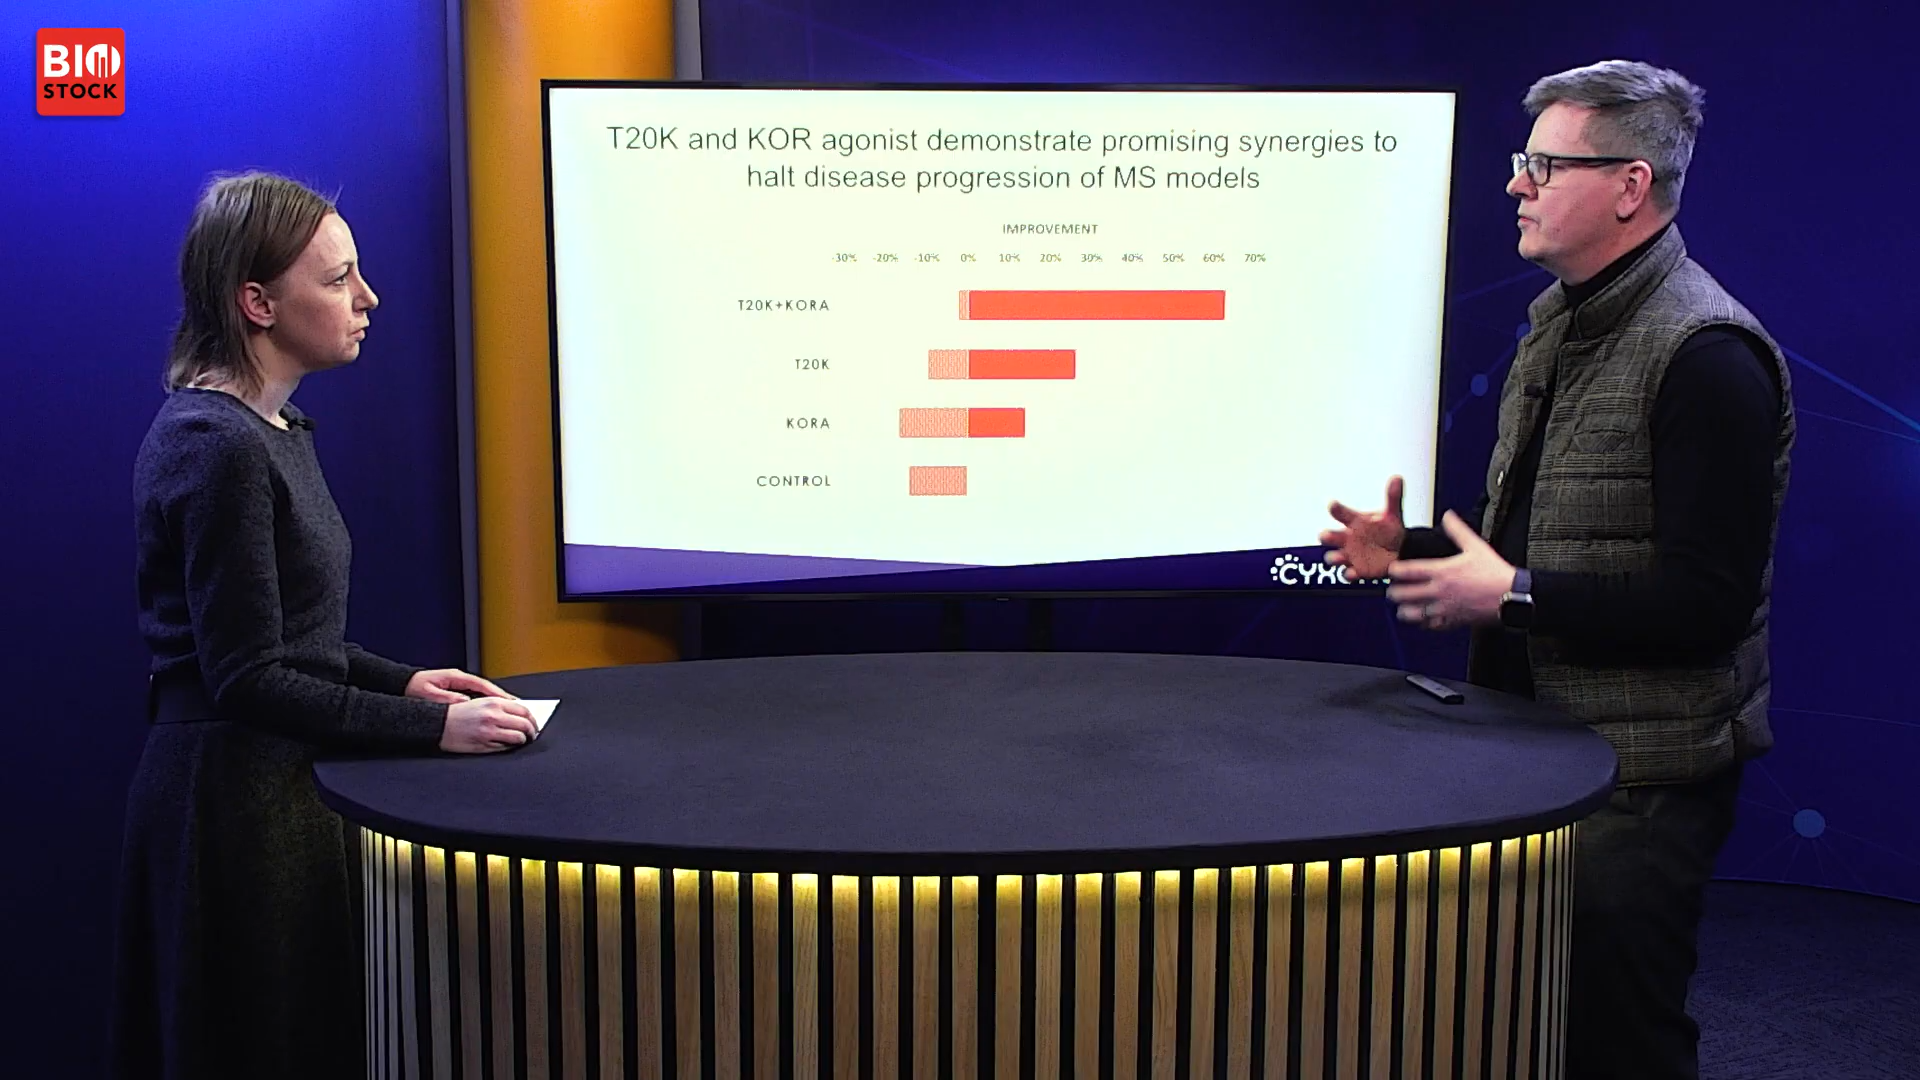 BIO
STOCK
T20K and KOR agonist demonstrate promising synergies to
halt disease progression of MS models
IMPROVEMENT
-30% -20% -10% 0% 10% 20% 30% 40% 50% 60% 70%
T20K+KORA
T20K
KORA
CONTROL